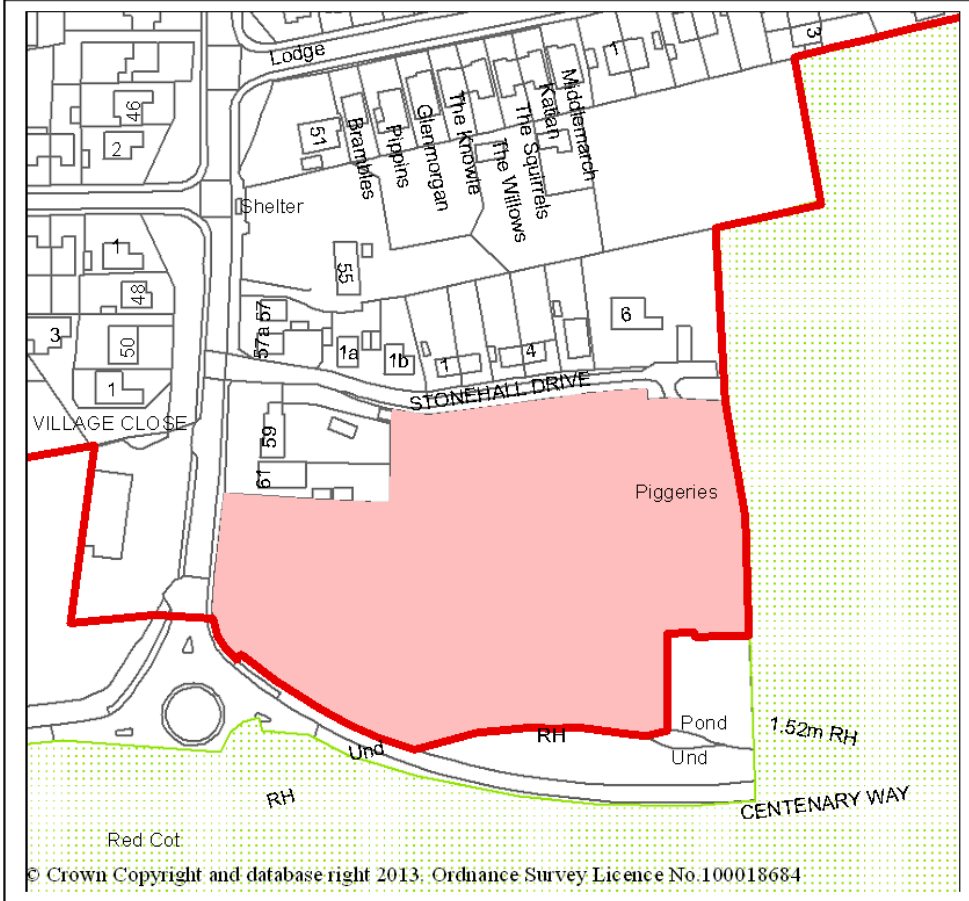 Lodge
3
1
46
2
51
Brambles
Pippins
Glenmorgan
The Knowle
The Willows
The Squirrels
Katian
Middlemarch
Shelter
1
55
48
57
57a
6
3
50
1a
1b
1
4
1
STONEHALL DRIVE
VILLAGE CLOSE
59
61
Piggeries
Pond
1.52m RH
RH
Und
Und
RH
CENTENARY WAY
Red Cot
© Crown Copyright and database right 2013. Ordnance Survey Licence No.100018684